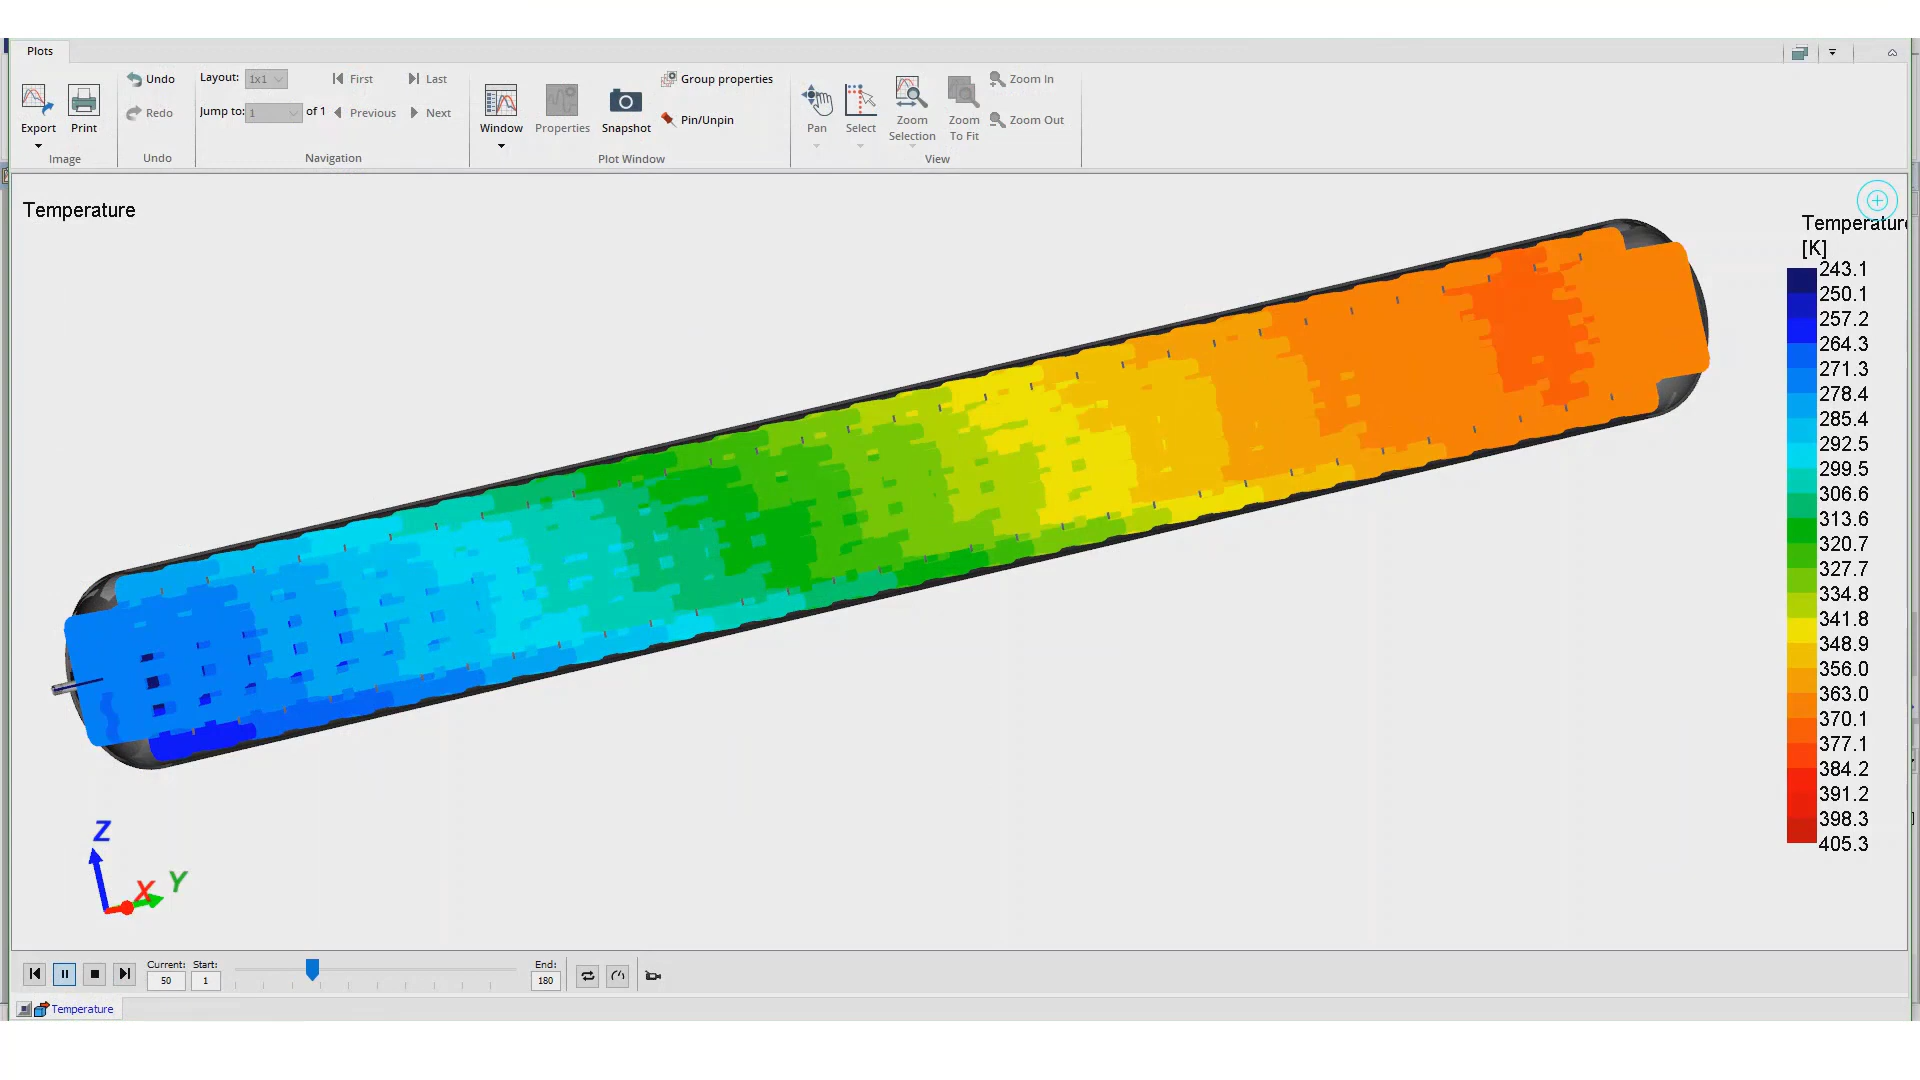 Plots
Export
Print
Image
Undo
Redo
Undo
Layout: 1x1
First
Last
Jump to: 1 of 1
Previous
Next
Navigation
Window
Properties
Snapshot
Group properties
Pin/Unpin
Plot Window
Pan
Select
Zoom Selection
Zoom To Fit
Zoom In
Zoom Out
View
Temperature
Temperature
[K]
243.1
250.1
257.2
264.3
271.3
278.4
285.4
292.5
299.5
306.6
313.6
320.7
327.7
334.8
341.8
348.9
356.0
363.0
370.1
377.1
384.2
391.2
398.3
405.3
Z
X
Y
Current: Start:
50 1
End:
180
Temperature